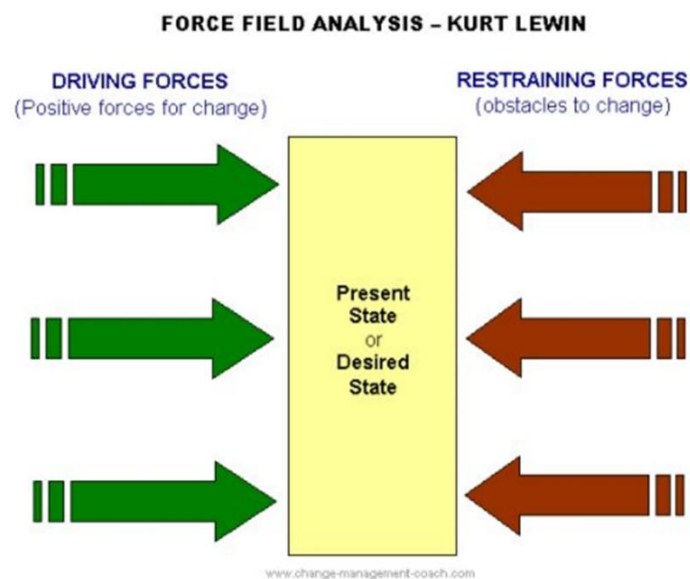 FORCE FIELD ANALYSIS – KURT LEWIN
DRIVING FORCES
(Positive forces for change)
RESTRAINING FORCES
(obstacles to change)
Present
State
or
Desired
State
www.change-management-coach.com